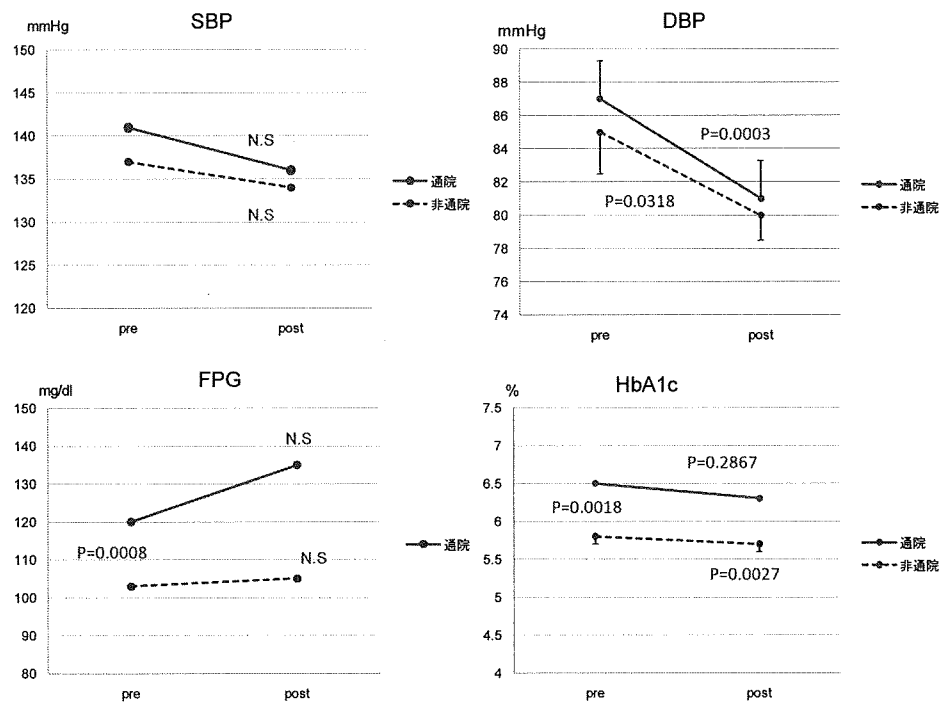 SBP
mmHg
150
145
140
135
130
125
120
N.S
N.S
pre
post
通院
非通院
DBP
mmHg
90
88
86
84
82
80
78
76
74
P=0.0003
P=0.0318
pre
post
通院
非通院
FPG
mg/dl
150
140
130
120
110
100
90
80
N.S
P=0.0008
N.S
pre
post
通院
HbA1c
%
7.5
7
6.5
6
5.5
5
4.5
4
P=0.2867
P=0.0018
P=0.0027
pre
post
通院
非通院